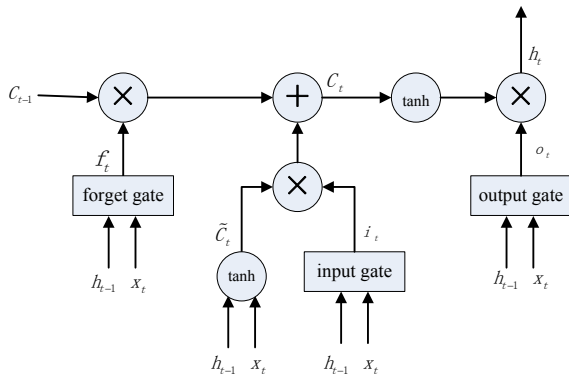 h_t
C_{t-1}
×
+
C_t
tanh
×
f_t
o_t
forget gate
×
output gate
C̃_t
i_t
tanh
input gate
h_{t-1} x_t
h_{t-1} x_t
h_{t-1} x_t
h_{t-1} x_t